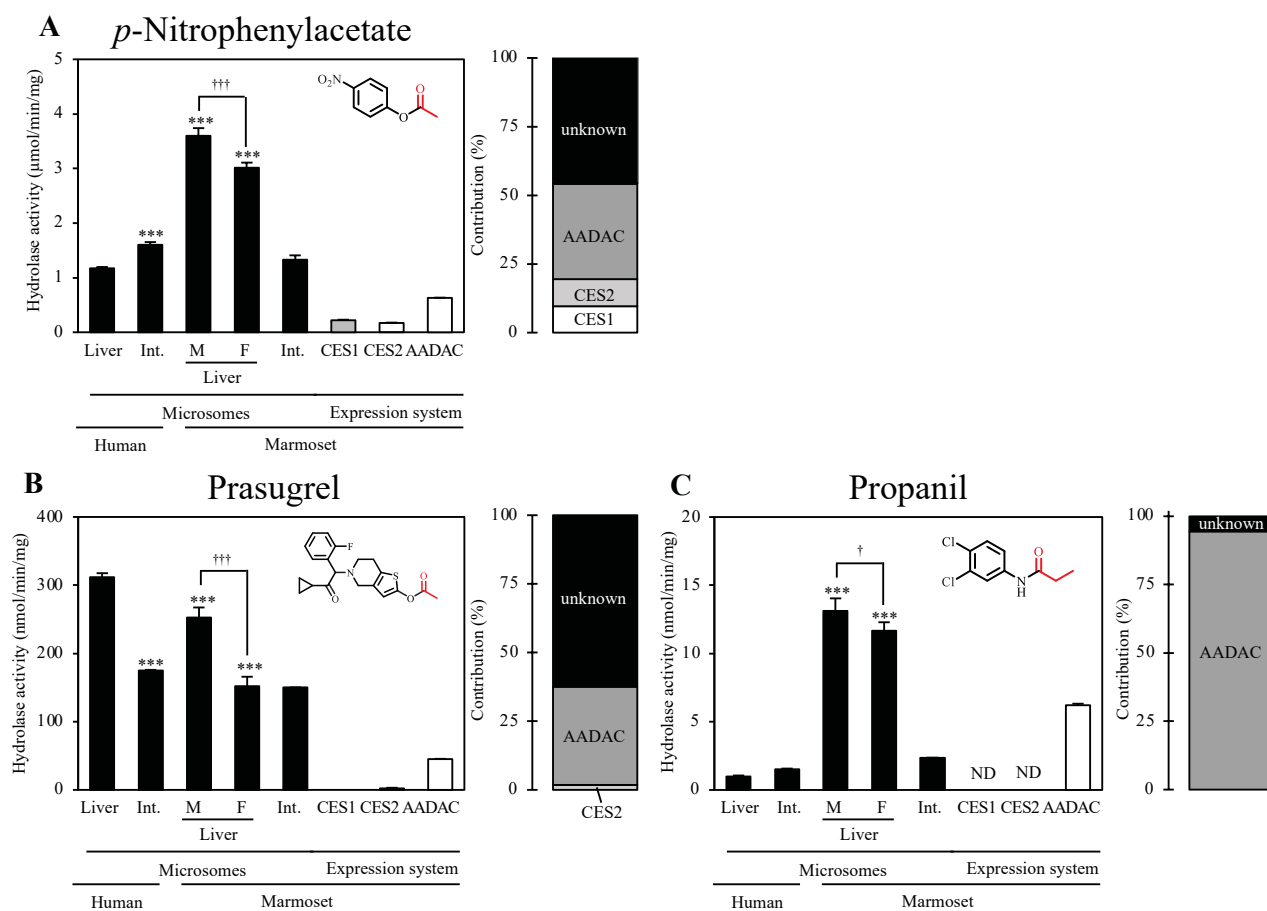 A
p-Nitrophenylacetate
Hydrolase activity (μmol/min/mg)
5
4
3
2
1
0
***
***
†††
***
O₂N
O
O
Liver Int. M F Int. CES1 CES2 AADAC
Liver
Microsomes Expression system
Human Marmoset
Contribution (%)
100
75
50
25
0
unknown
AADAC
CES2
CES1
B
Prasugrel
Hydrolase activity (nmol/min/mg)
400
300
200
100
0
***
***
†††
***
F
N
S
O
O
O
Liver Int. M F Int. CES1 CES2 AADAC
Liver
Microsomes Expression system
Human Marmoset
Contribution (%)
100
75
50
25
0
unknown
AADAC
CES2
C
Propanil
Hydrolase activity (nmol/min/mg)
20
15
10
5
0
***
†
***
Cl
Cl
N
H
O
ND ND
Liver Int. M F Int. CES1 CES2 AADAC
Liver
Microsomes Expression system
Human Marmoset
Contribution (%)
100
75
50
25
0
unknown
AADAC